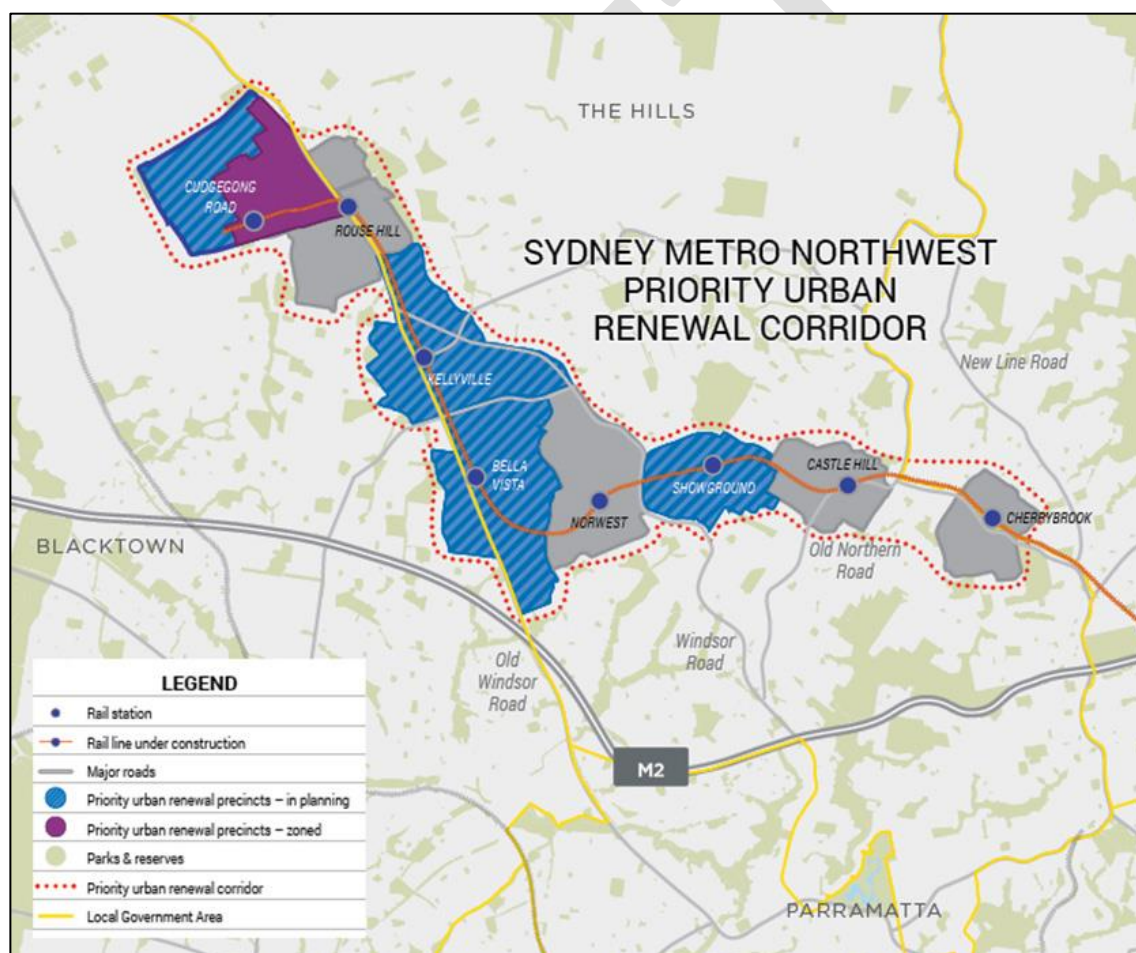 THE HILLS
CUDGEGONG
ROAD
ROUSE HILL
SYDNEY METRO NORTHWEST
PRIORITY URBAN
RENEWAL CORRIDOR
New Line Road
KELLYVILLE
BELLA
VISTA
NORWEST
SHOWGROUND
CASTLE HILL
CHERRYBROOK
BLACKTOWN
Old Northern
Road
Windsor
Road
Old
Windsor
Road
M2
PARRAMATTA
LEGEND
Rail station
Rail line under construction
Major roads
Priority urban renewal precincts – in planning
Priority urban renewal precincts – zoned
Parks & reserves
Priority urban renewal corridor
Local Government Area